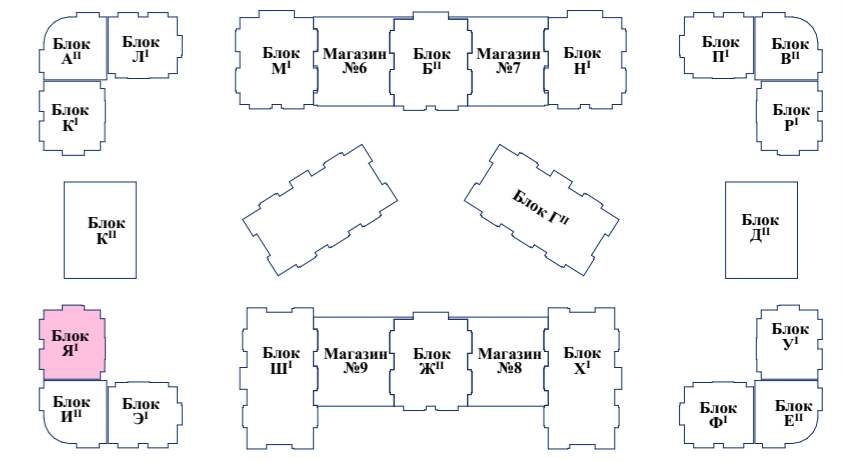 Блок
Aᴵᴵ
Блок
Лᴵ
Блок
Мᴵ
Магазин
№6
Блок
Бᴵᴵ
Магазин
№7
Блок
Нᴵ
Блок
Пᴵ
Блок
Вᴵᴵ
Блок
Кᴵ
Блок
Рᴵ
Блок
Кᴵᴵ
Блок Гᴵᴵ
Блок
Дᴵᴵ
Блок
Яᴵ
Блок
Шᴵ
Магазин
№9
Блок
Жᴵᴵ
Магазин
№8
Блок
Хᴵ
Блок
Уᴵ
Блок
Иᴵᴵ
Блок
Эᴵ
Блок
Фᴵ
Блок
Еᴵᴵ